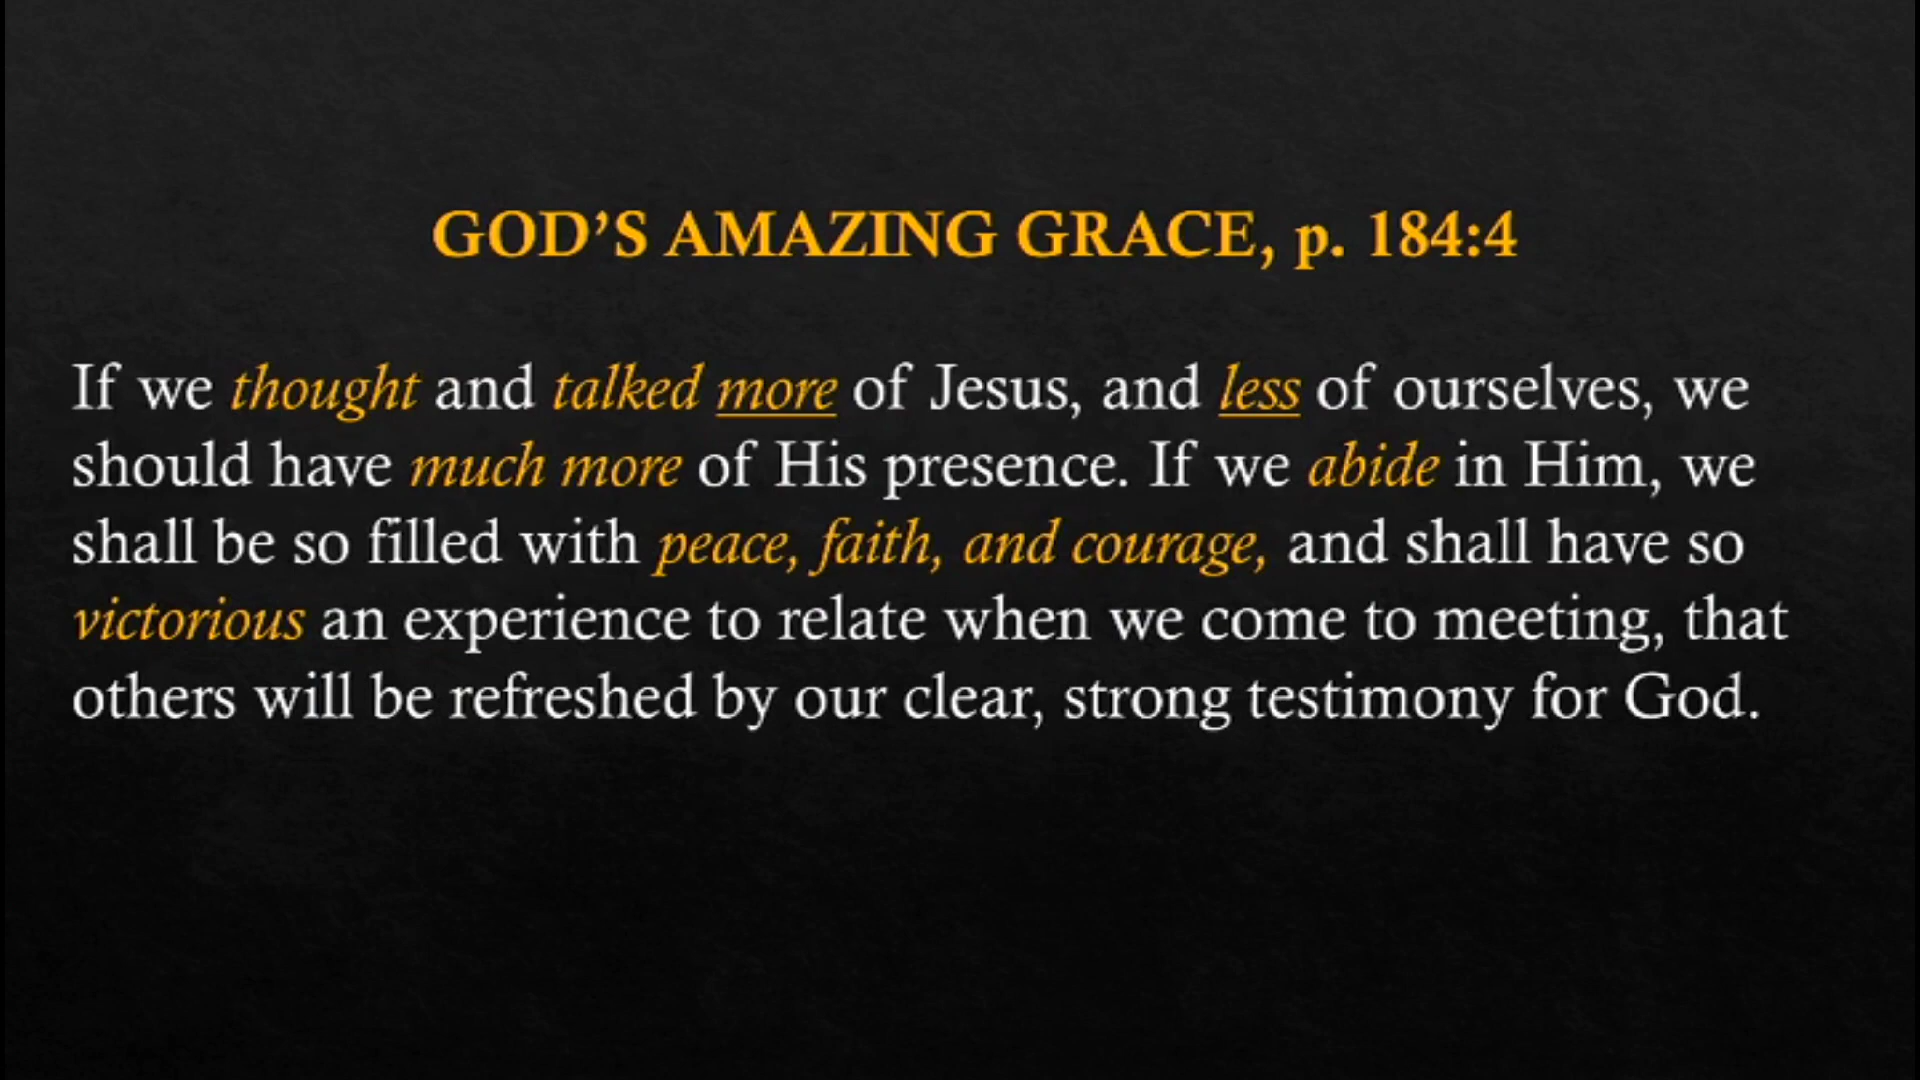 GOD’S AMAZING GRACE, p. 184:4
If we thought and talked more of Jesus, and less of ourselves, we
should have much more of His presence. If we abide in Him, we
shall be so filled with peace, faith, and courage, and shall have so
victorious an experience to relate when we come to meeting, that
others will be refreshed by our clear, strong testimony for God.